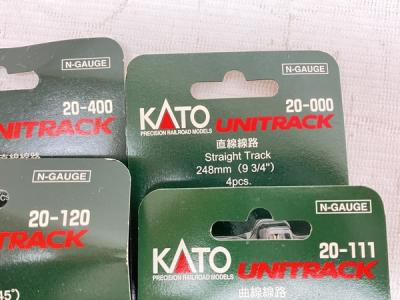 N-GAUGE
20-400
UNITRACK
N-GAUGE
KATO
PRECISION RAILROAD MODELS
20-000
UNITRACK
直線線路
Straight Track
248mm (9 3/4")
4pcs.
N-GAUGE
20-120
UNITRACK
45°)
N-GAUGE
KATO
PRECISION RAILROAD MODELS
20-111
UNITRACK
曲線線路